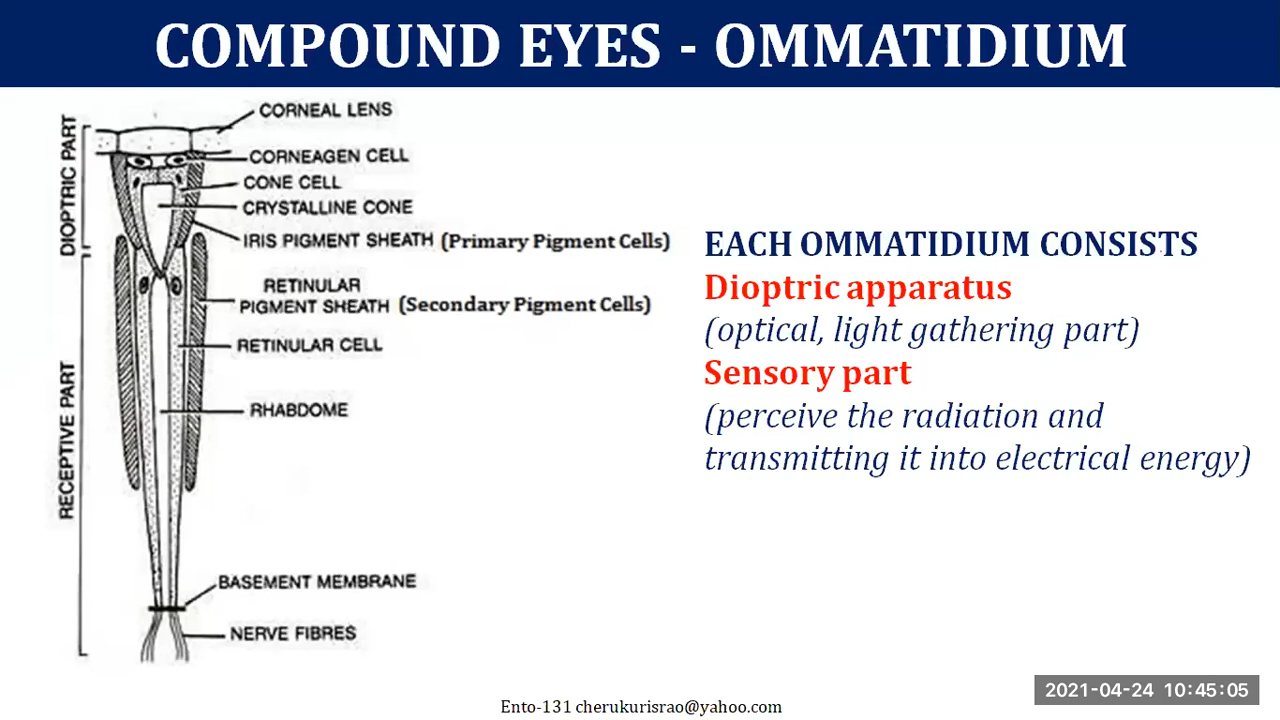 COMPOUND EYES - OMMATIDIUM
DIOPTRIC PART
RECEPTIVE PART
CORNEAL LENS
CORNEAGEN CELL
CONE CELL
CRYSTALLINE CONE
IRIS PIGMENT SHEATH (Primary Pigment Cells)
RETINULAR
PIGMENT SHEATH (Secondary Pigment Cells)
RETINULAR CELL
RHABDOME
BASEMENT MEMBRANE
NERVE FIBRES
EACH OMMATIDIUM CONSISTS
Dioptric apparatus
(optical, light gathering part)
Sensory part
(perceive the radiation and
transmitting it into electrical energy)
Ento-131 cherukurisrao@yahoo.com
2021-04-24 10:45:05